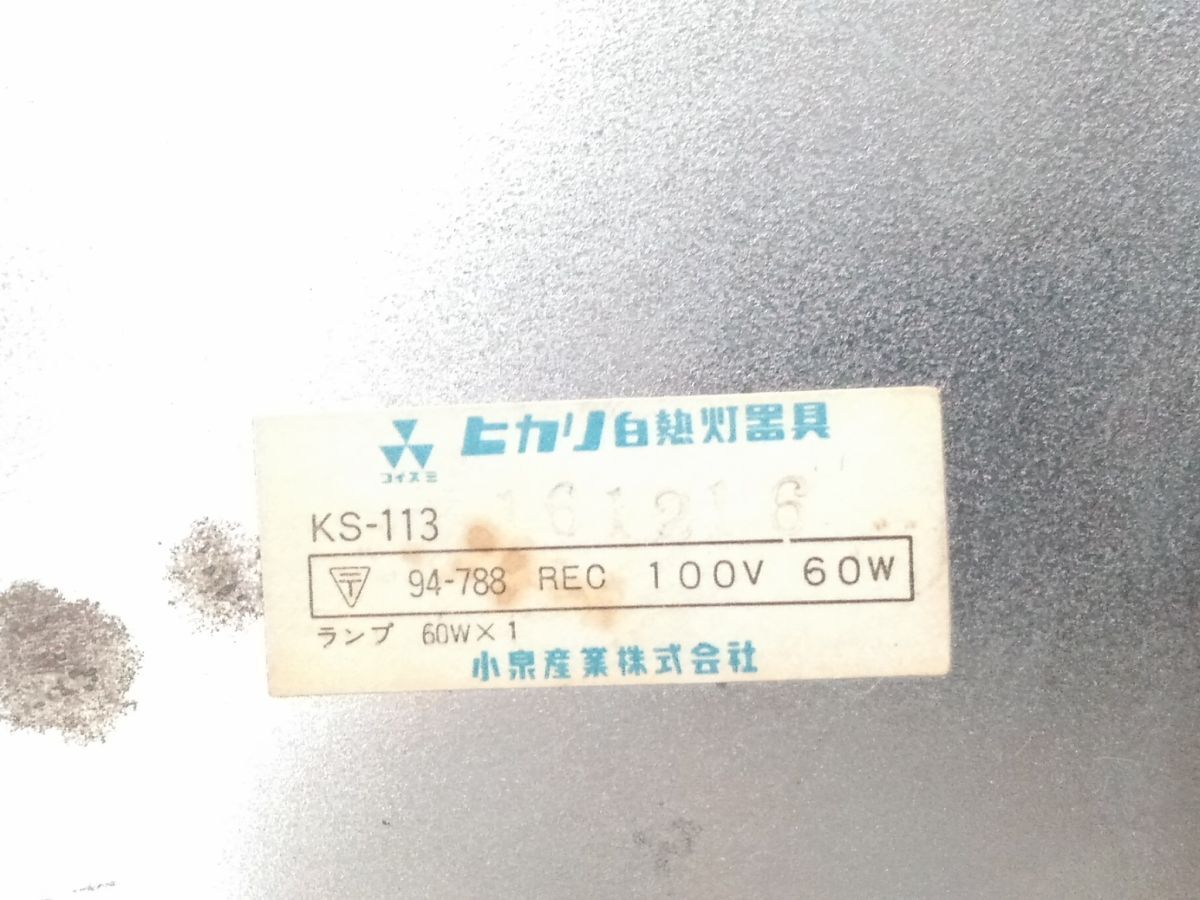 ヒカリ白熱灯器具
コイズミ
161216
KS-113
〒 94-788 REC 100V 60W
ランプ 60W×1
小泉産業株式会社